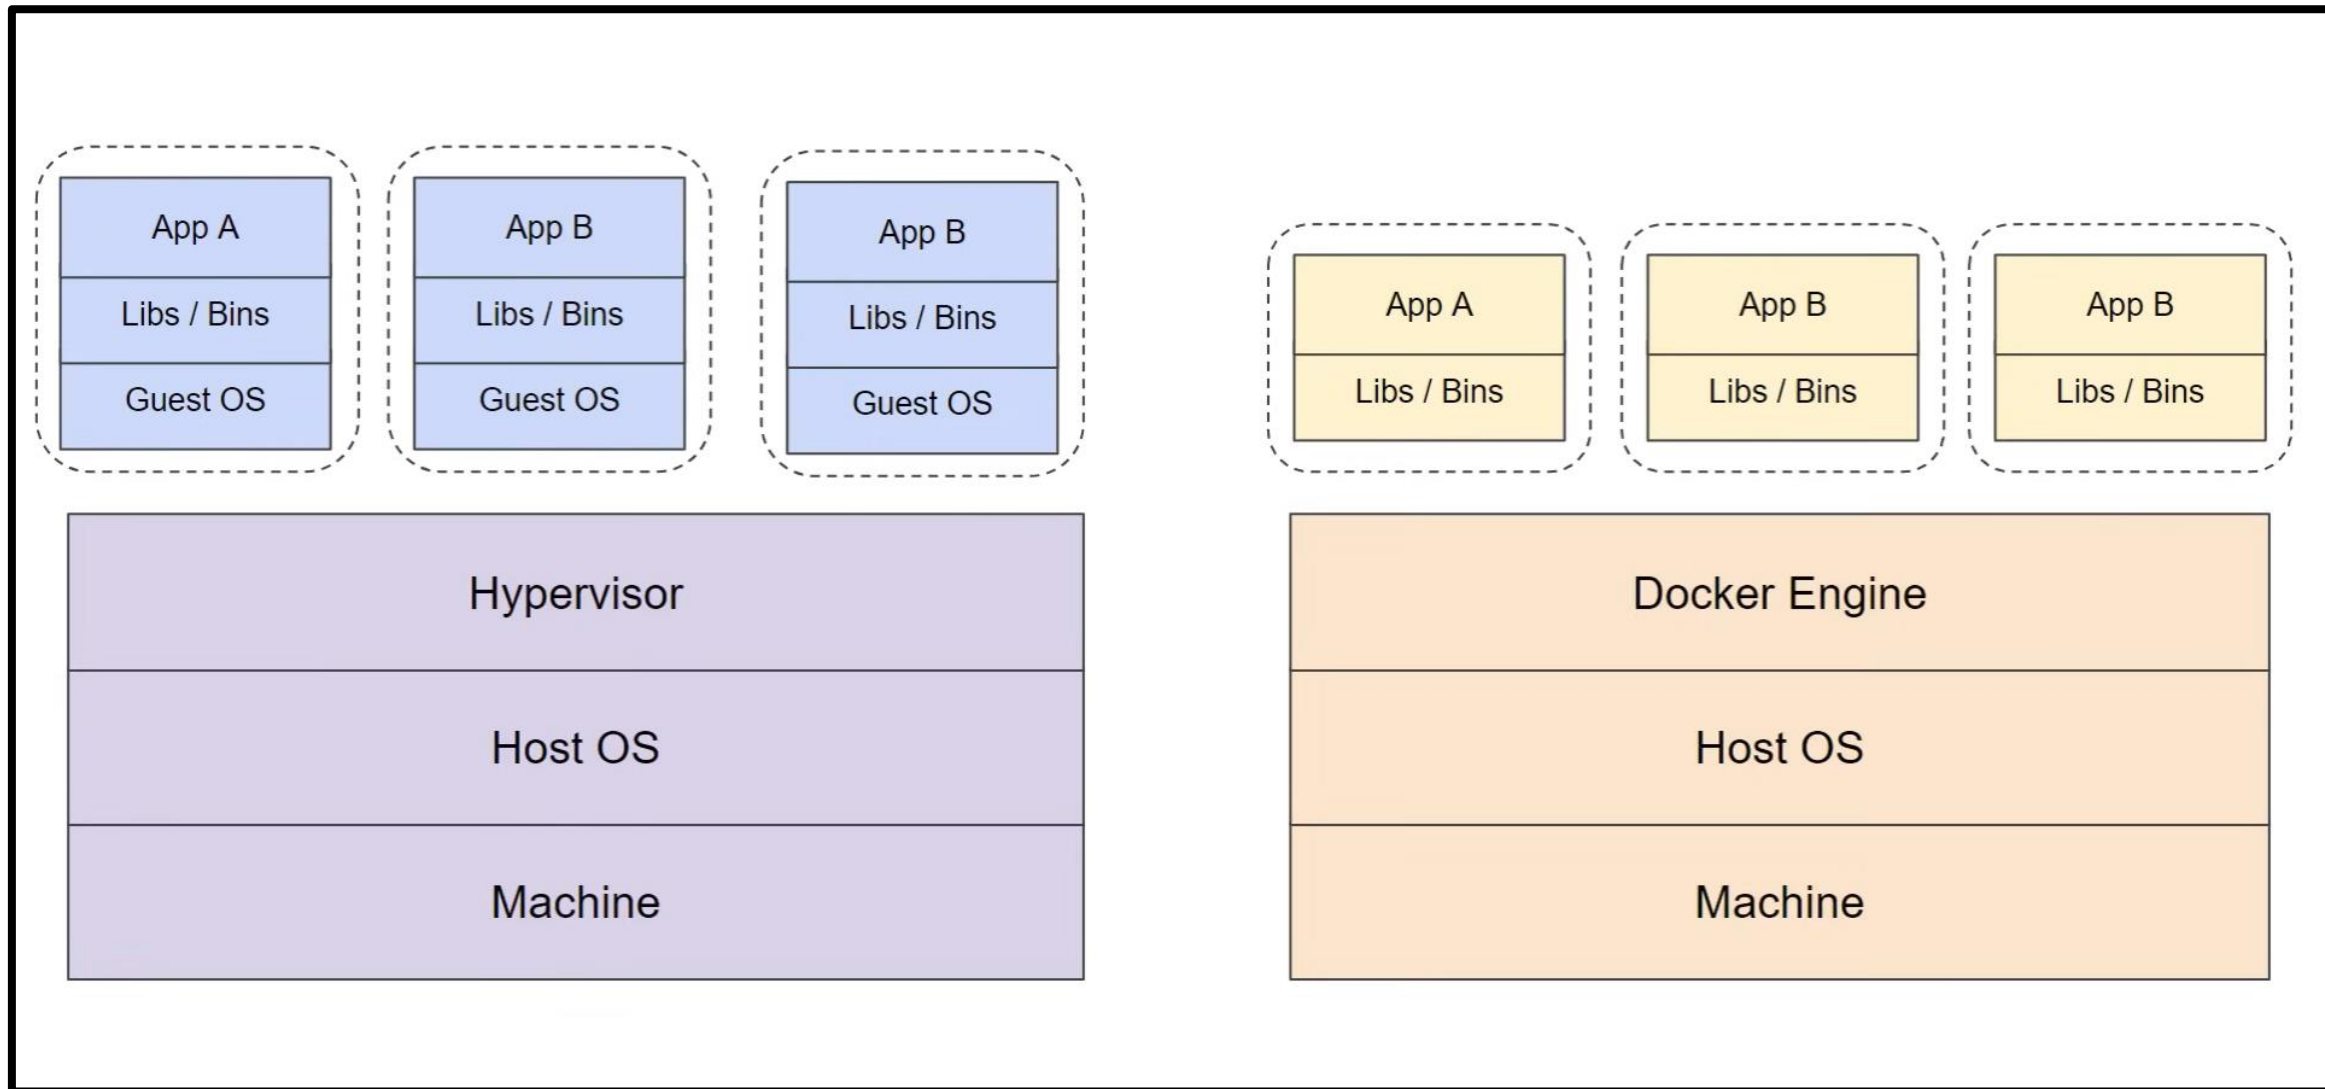 App A
Libs / Bins
Guest OS
App B
Libs / Bins
Guest OS
App B
Libs / Bins
Guest OS
Hypervisor
Host OS
Machine
App A
Libs / Bins
App B
Libs / Bins
App B
Libs / Bins
Docker Engine
Host OS
Machine